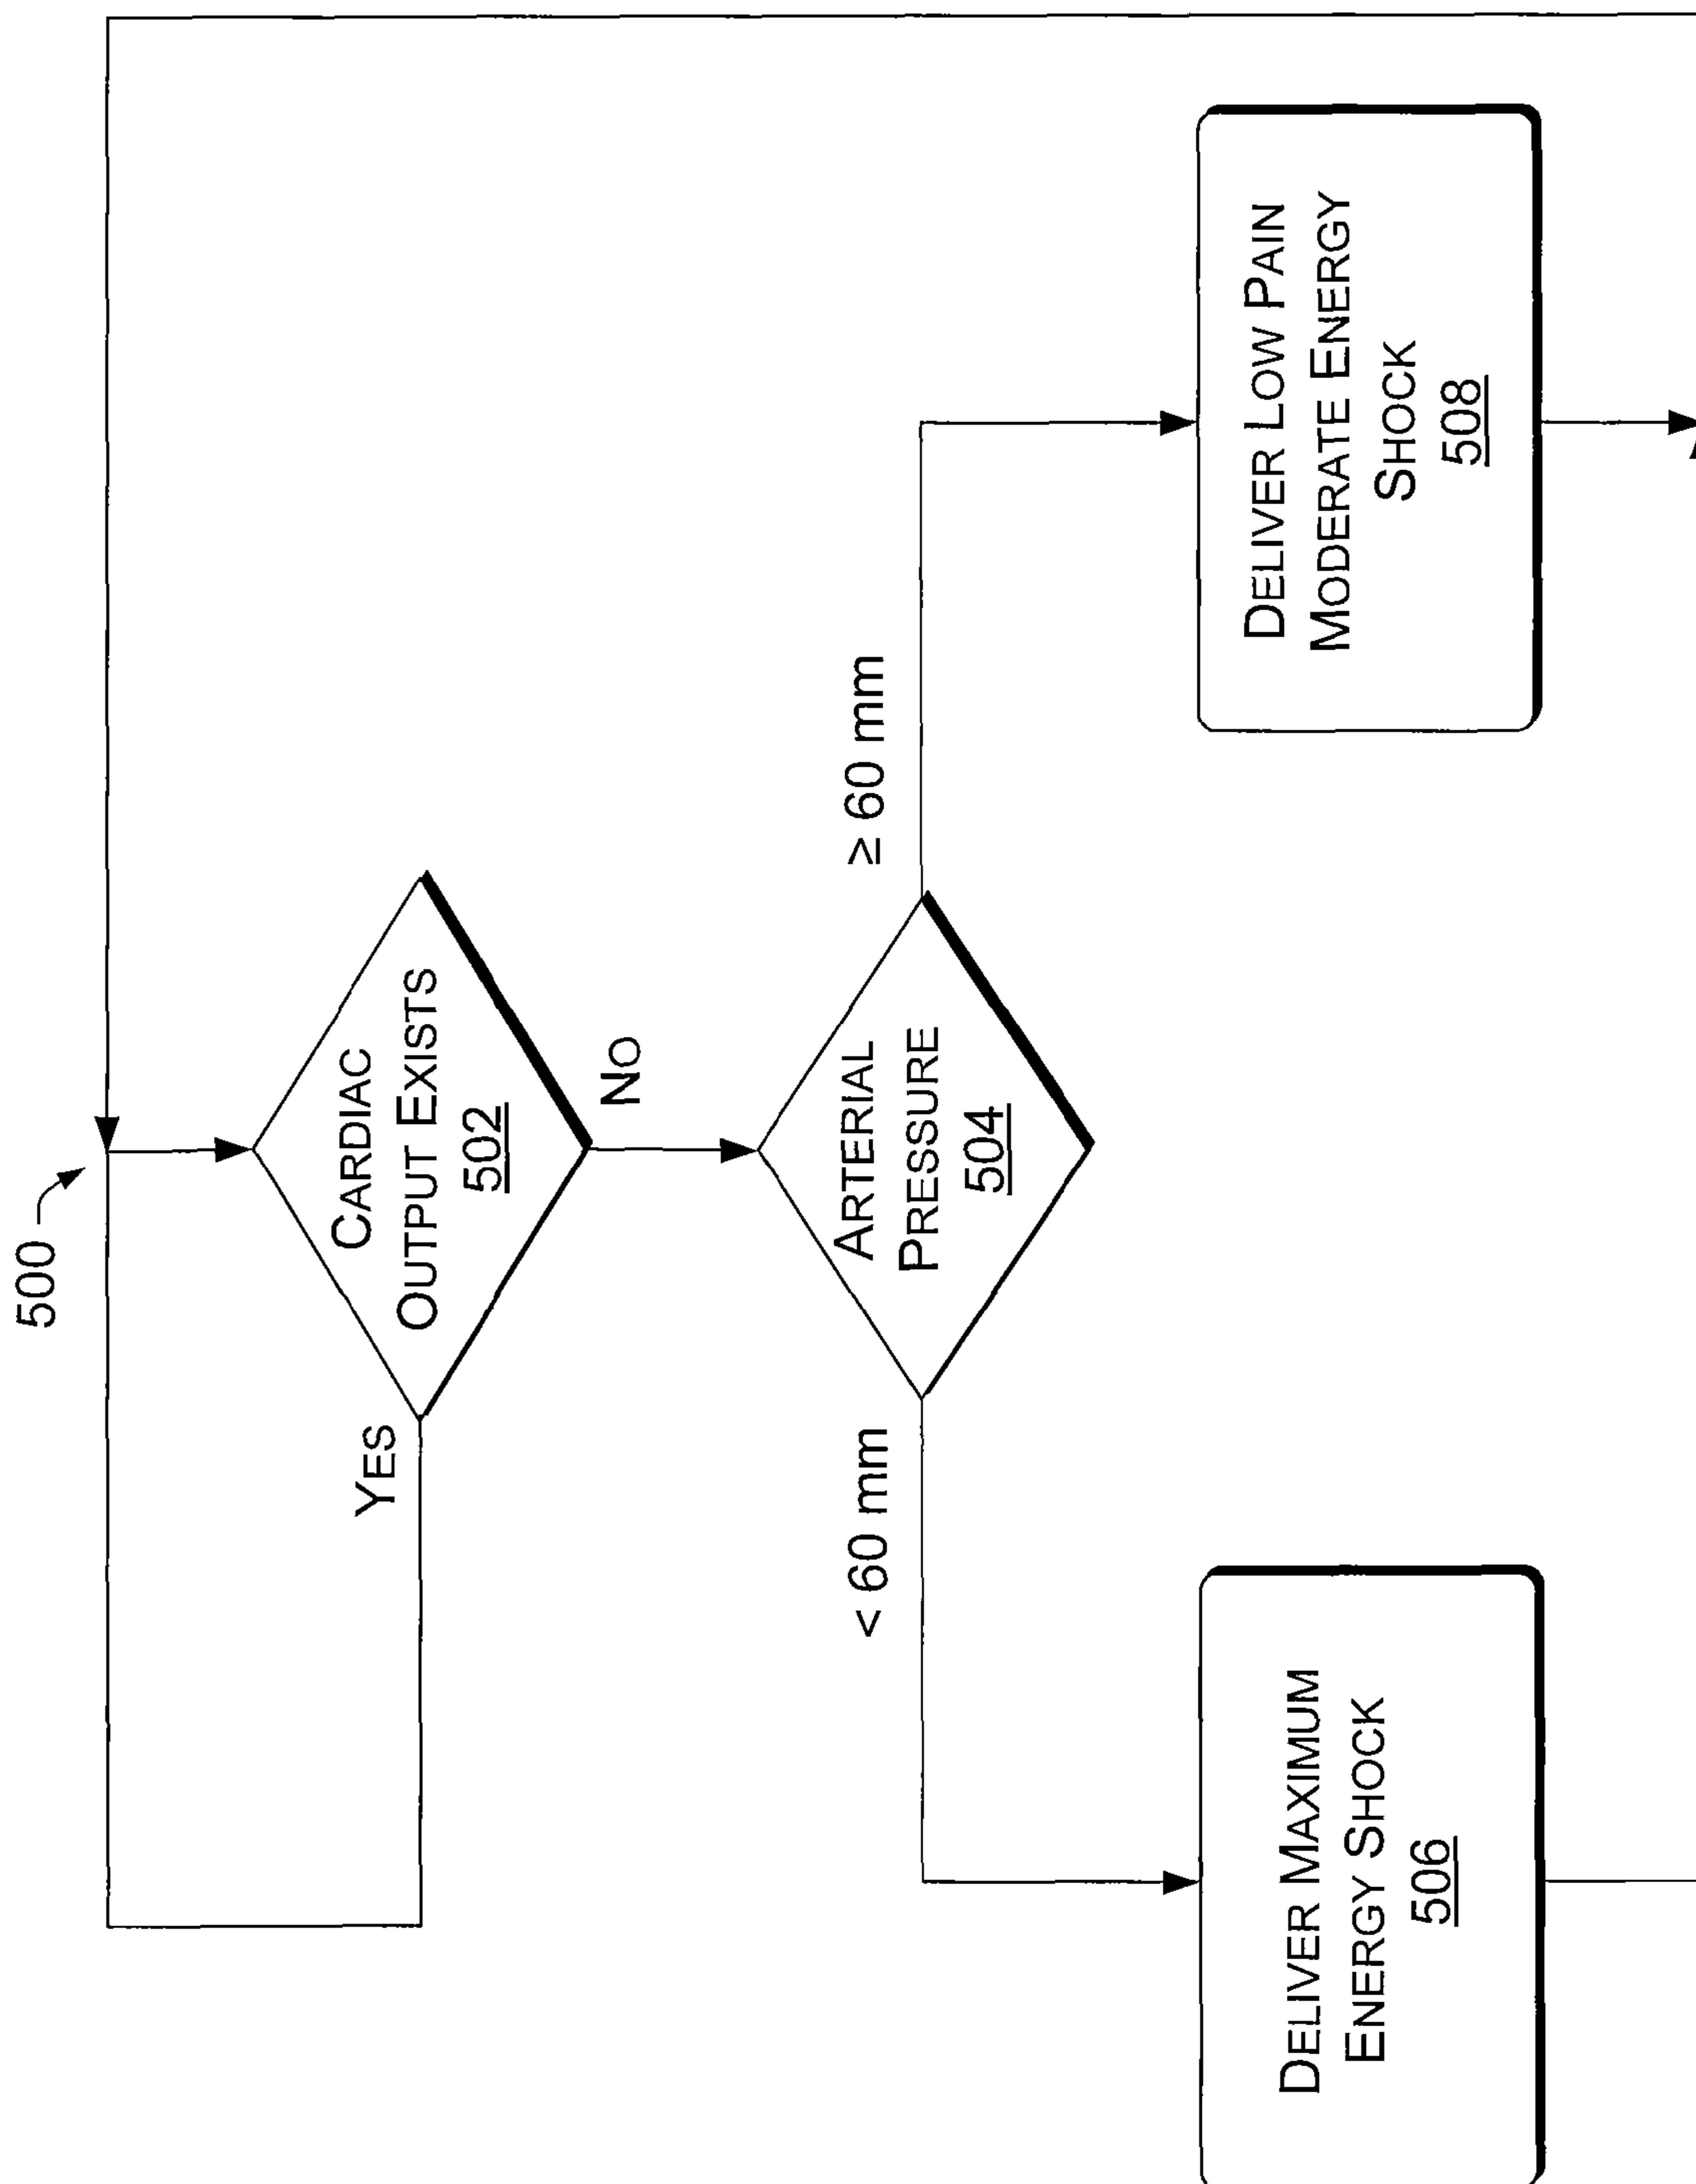 500
CARDIAC
OUTPUT EXISTS
502
YES
NO
ARTERIAL
PRESSURE
504
< 60 mm
≥ 60 mm
DELIVER MAXIMUM
ENERGY SHOCK
506
DELIVER LOW PAIN
MODERATE ENERGY
SHOCK
508